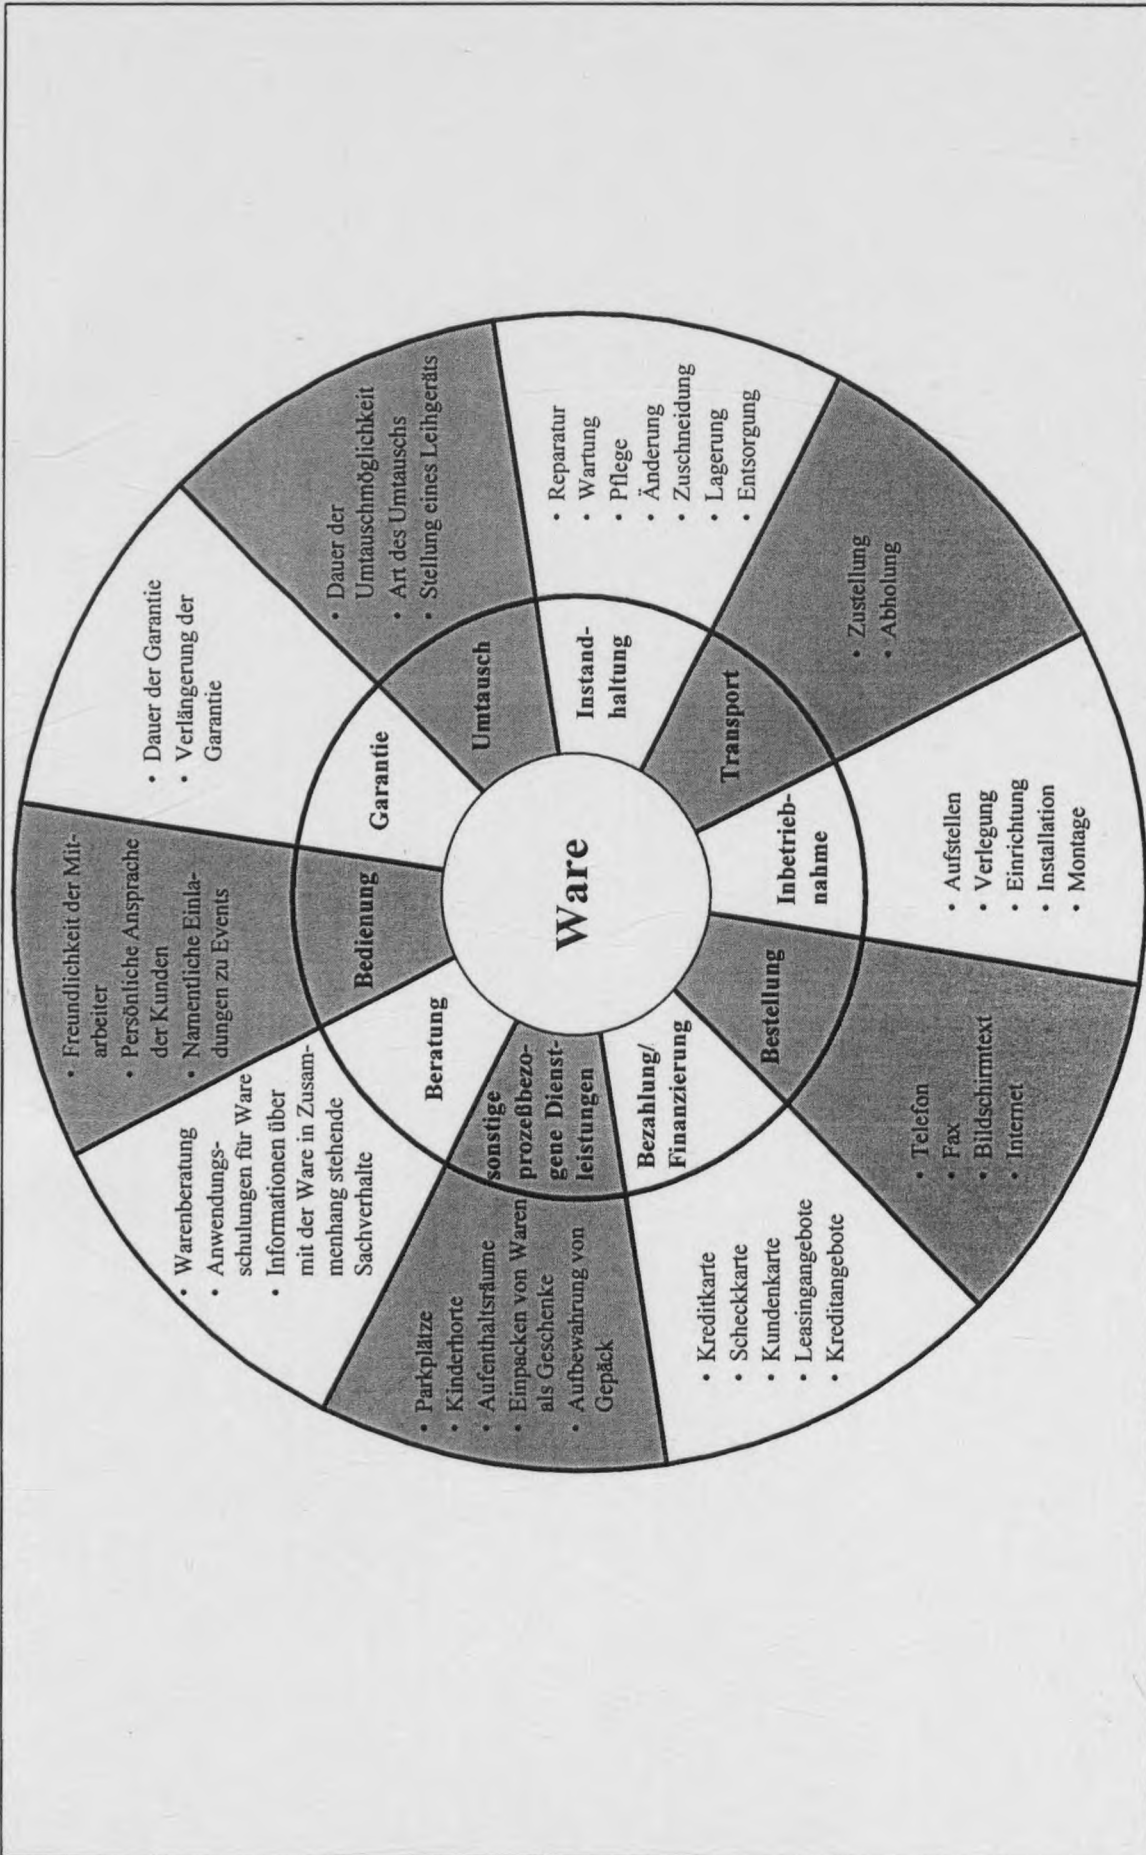 Ware
Bedienung
• Freundlichkeit der Mit-
arbeiter
• Persönliche Ansprache
der Kunden
• Namentliche Einla-
dungen zu Events
Garantie
• Dauer der Garantie
• Verlängerung der
Garantie
Umtausch
• Dauer der
Umtauschmöglichkeit
• Art des Umtauschs
• Stellung eines Leihgeräts
Instand-
haltung
• Reparatur
• Wartung
• Pflege
• Änderung
• Zuschneidung
• Lagerung
• Entsorgung
Transport
• Zustellung
• Abholung
Inbetrieb-
nahme
• Aufstellen
• Verlegung
• Einrichtung
• Installation
• Montage
Bestellung
• Telefon
• Fax
• Bildschirmtext
• Internet
Bezahlung/
Finanzierung
• Kreditkarte
• Scheckkarte
• Kundenkarte
• Leasingangebote
• Kreditangebote
sonstige
prozeßbezo-
gene Dienst-
leistungen
• Parkplätze
• Kinderhorte
• Aufenthaltsräume
• Einpacken von Waren
als Geschenke
• Aufbewahrung von
Gepäck
Beratung
• Warenberatung
• Anwendungs-
schulungen für Ware
• Informationen über
mit der Ware in Zusam-
menhang stehende
Sachverhalte